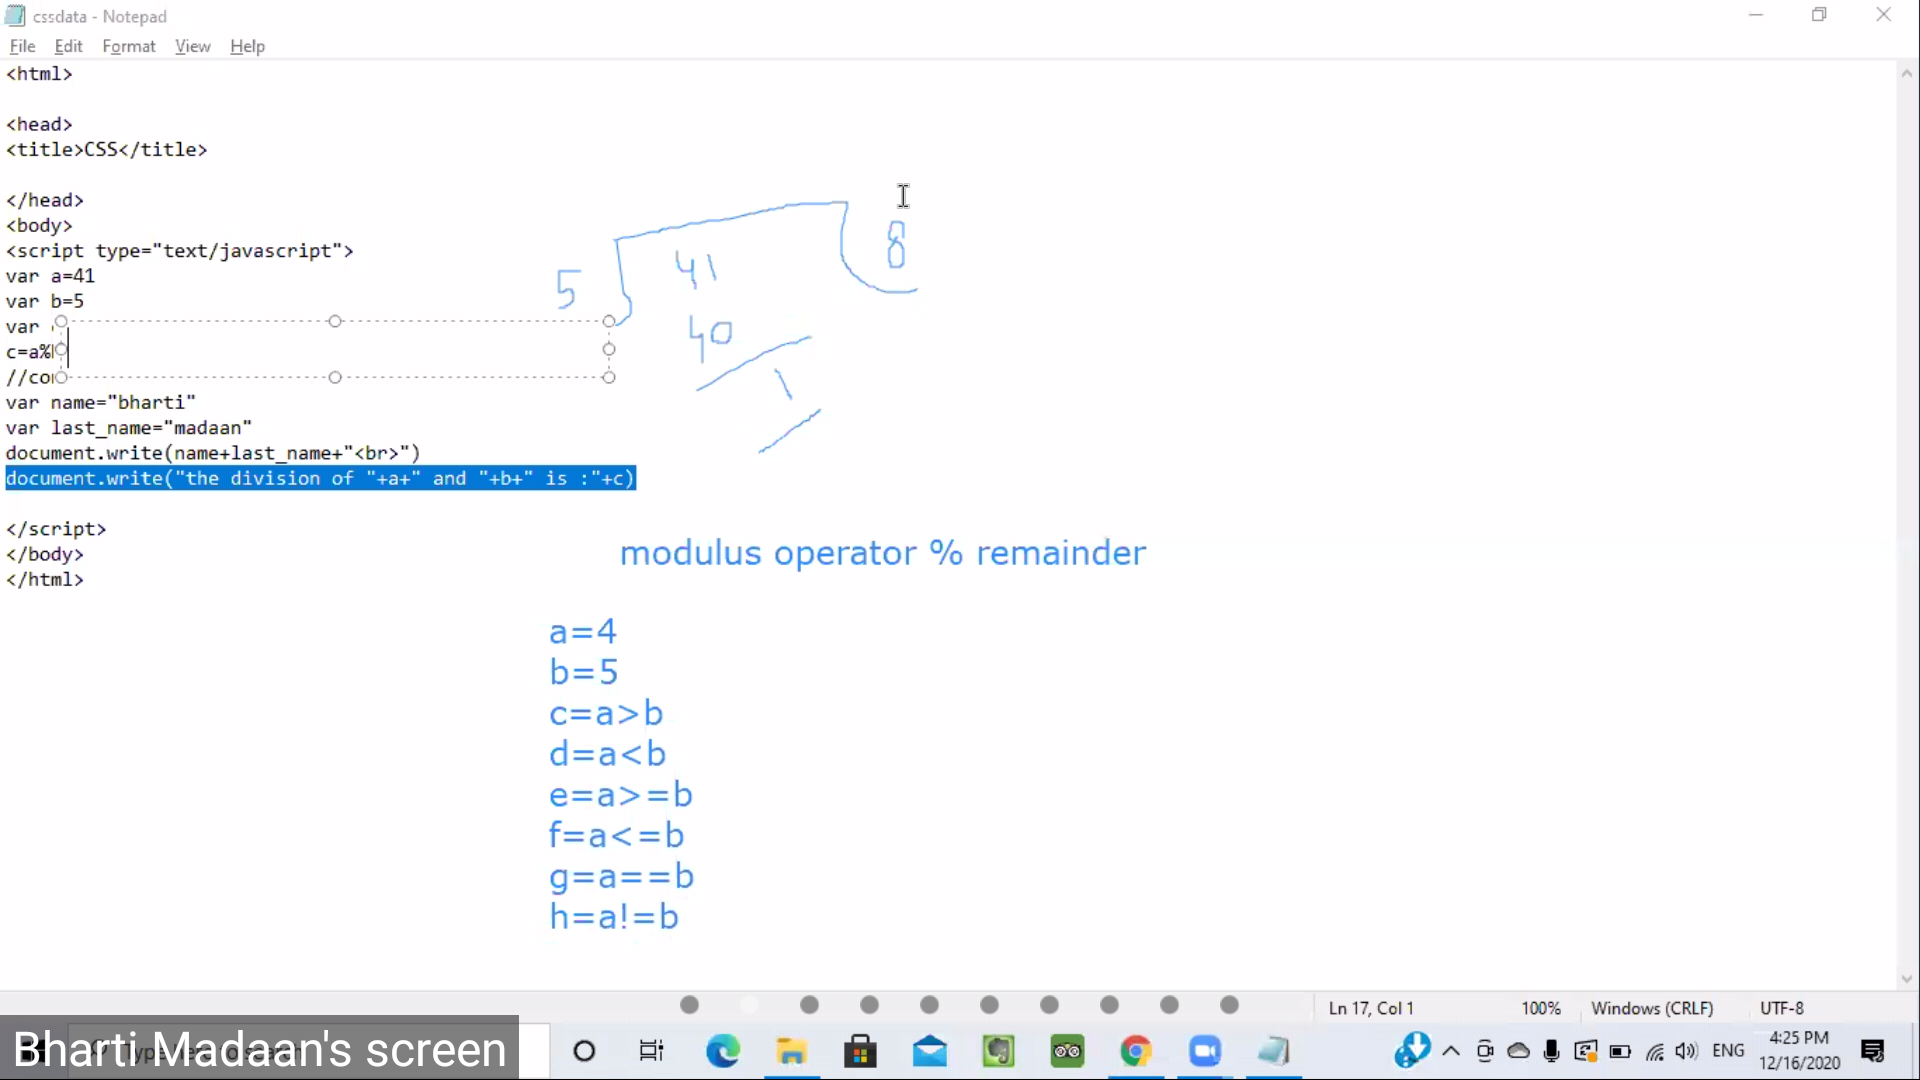 cssdata - Notepad
File Edit Format View Help
<html>
<head>
<title>CSS</title>
</head>
<body>
<script type="text/javascript">
var a=41
var b=5
var
c=a%
//co
var name="bharti"
var last_name="madaan"
document.write(name+last_name+"<br>")
document.write("the division of "+a+" and "+b+" is :"+c)
</script>
</body>
</html>
8
5 41
40
1
modulus operator % remainder
a=4
b=5
c=a>b
d=a<b
e=a>=b
f=a<=b
g=a==b
h=a!=b
Ln 17, Col 1 100% Windows (CRLF) UTF-8
Bharti Madaan's screen
ENG
4:25 PM
12/16/2020